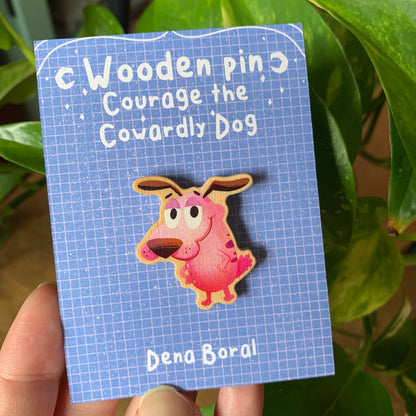 Wooden pin
Courage the
Cowardly Dog
Dena Boral